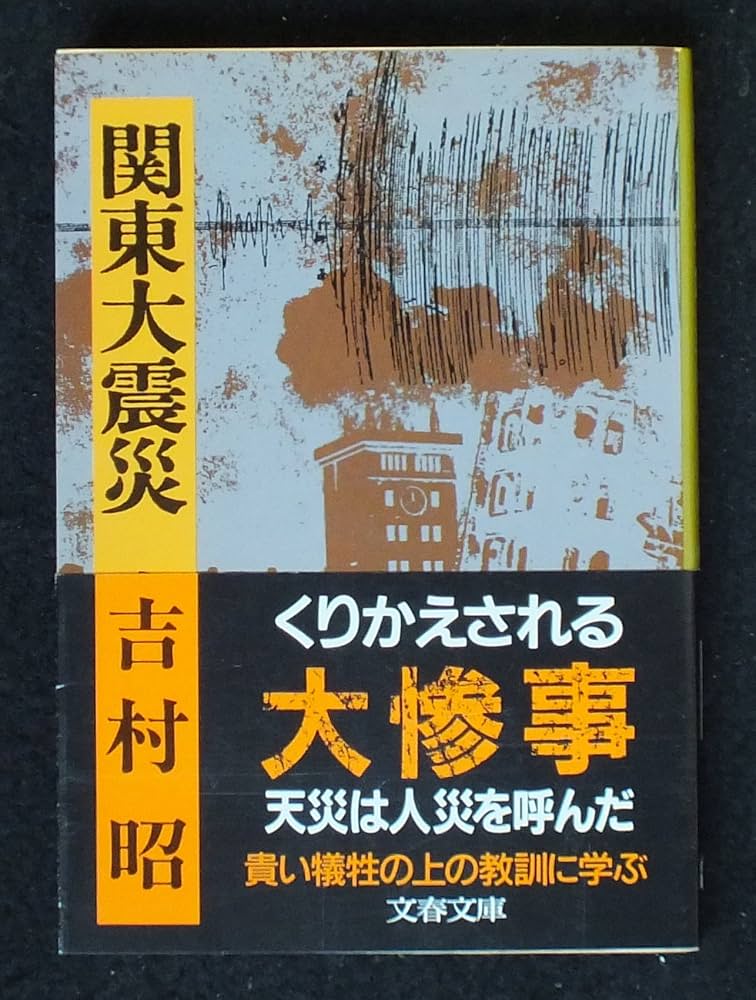 関東大震災
吉村昭
くりかえされる
大惨事
天災は人災を呼んだ
貴い犠牲の上の教訓に学ぶ
文春文庫